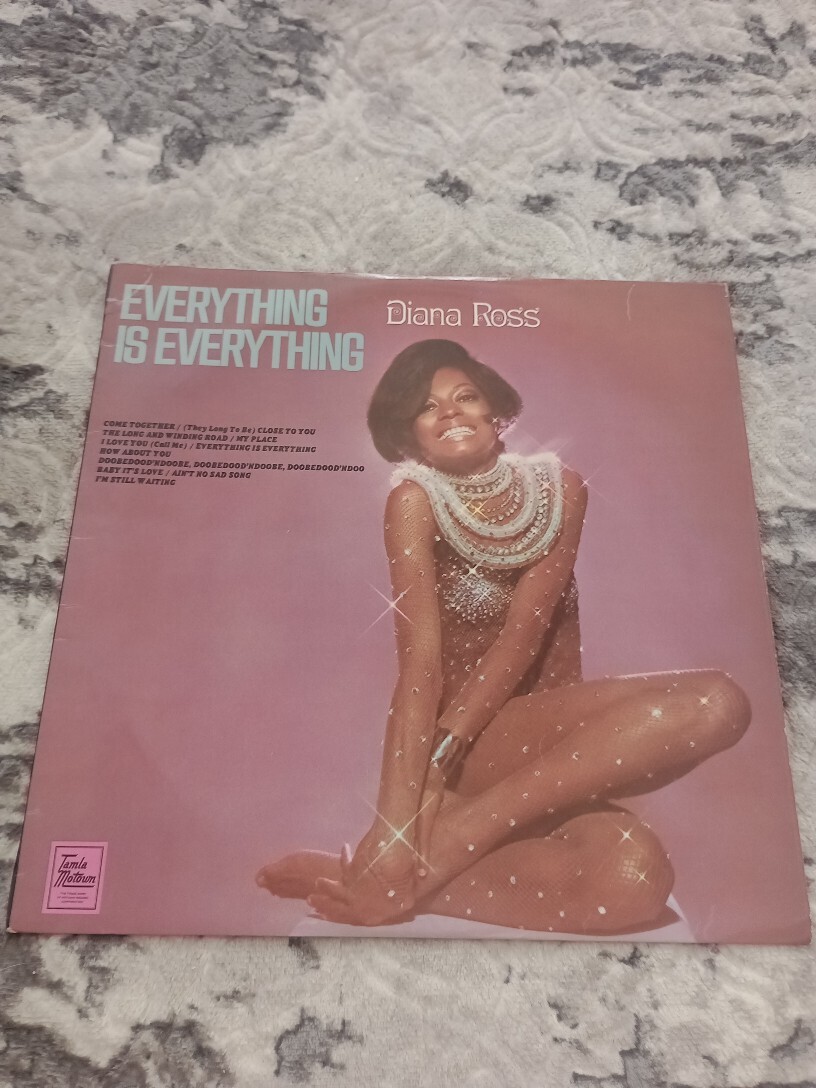 EVERYTHING
IS EVERYTHING
Diana Ross
COME TOGETHER / (They Long To Be) CLOSE TO YOU
THE LONG AND WINDING ROAD / MY PLACE
I LOVE YOU (Call Me) / EVERYTHING IS EVERYTHING
HOW ABOUT YOU
DOOBEDOOD'NDOOBE, DOOBEDOOD'NDOOBE, DOOBEDOOD'NDOO
BABY IT'S LOVE / AIN'T NO SAD SONG
I'M STILL WAITING
Tamla
Motown